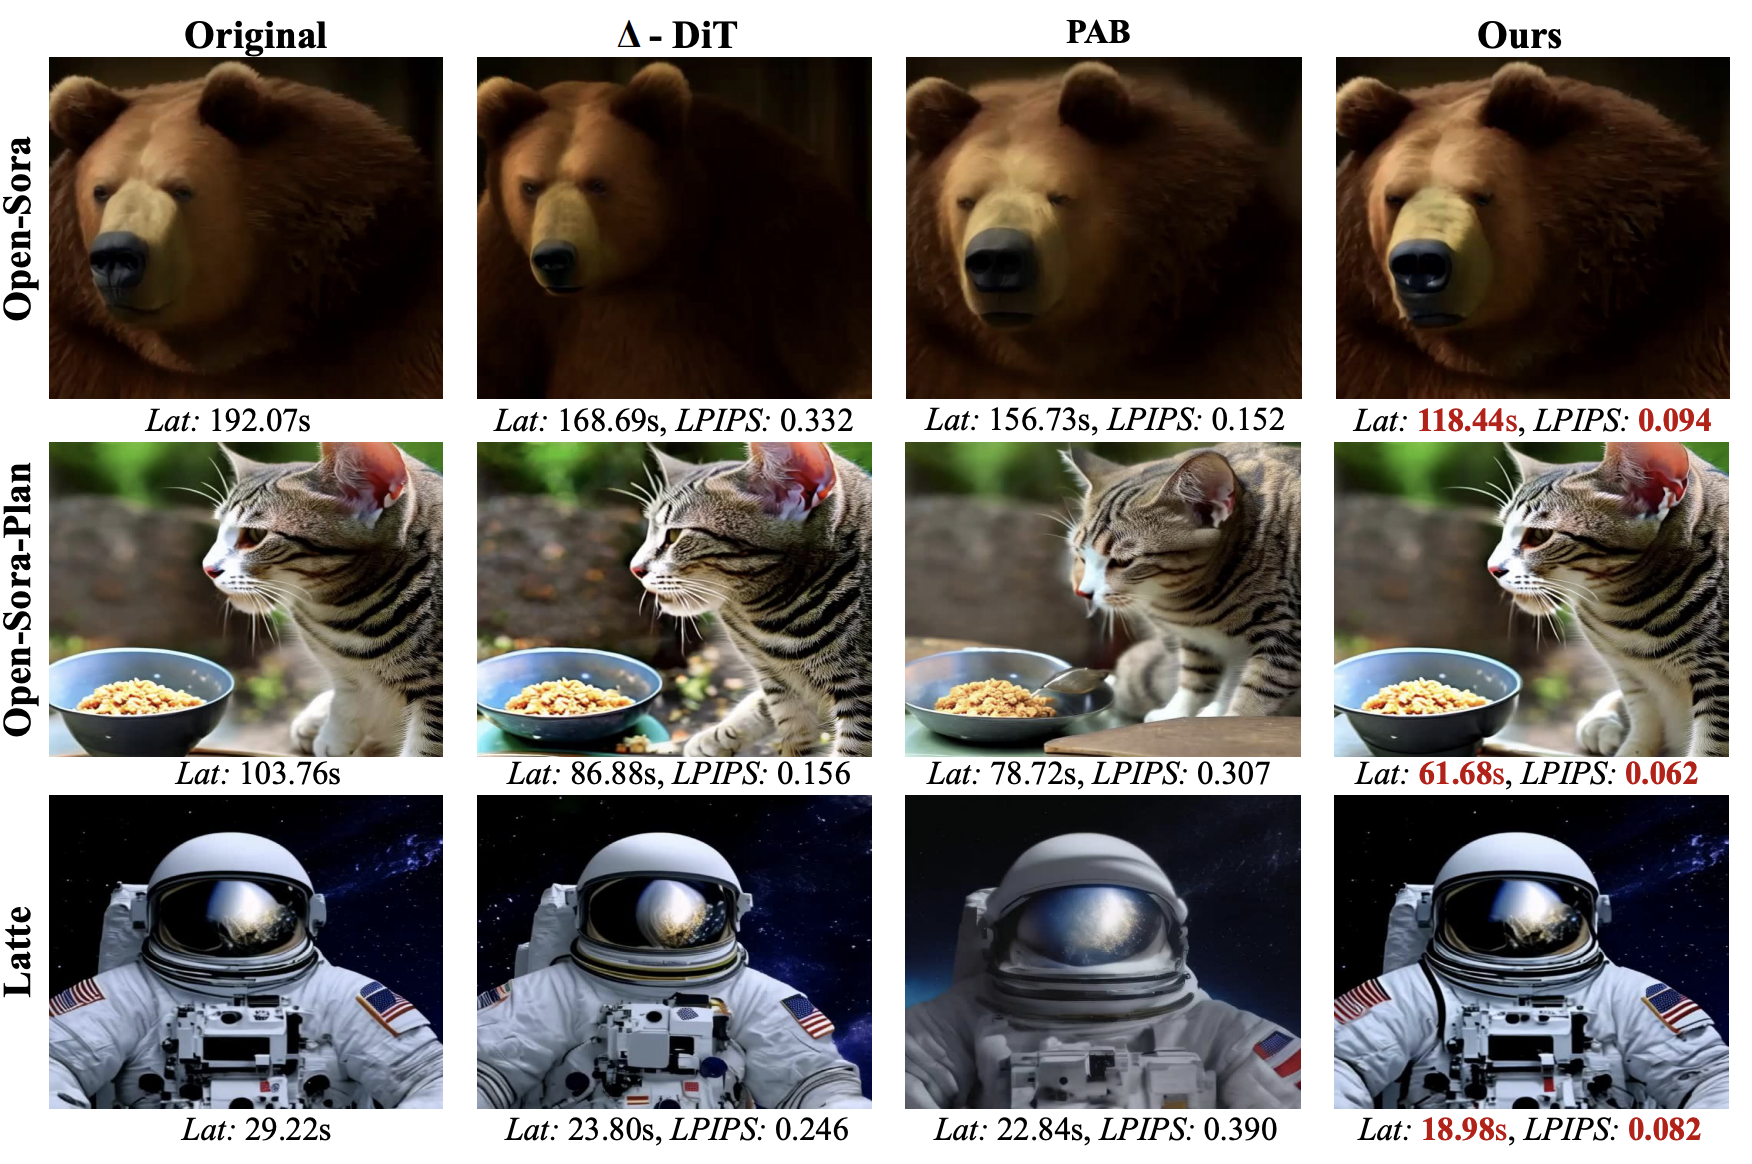 Original
Δ - DiT
PAB
Ours
Open-Sora
Lat: 192.07s
Lat: 168.69s, LPIPS: 0.332
Lat: 156.73s, LPIPS: 0.152
Lat: 118.44s, LPIPS: 0.094
Open-Sora-Plan
Lat: 103.76s
Lat: 86.88s, LPIPS: 0.156
Lat: 78.72s, LPIPS: 0.307
Lat: 61.68s, LPIPS: 0.062
Latte
Lat: 29.22s
Lat: 23.80s, LPIPS: 0.246
Lat: 22.84s, LPIPS: 0.390
Lat: 18.98s, LPIPS: 0.082